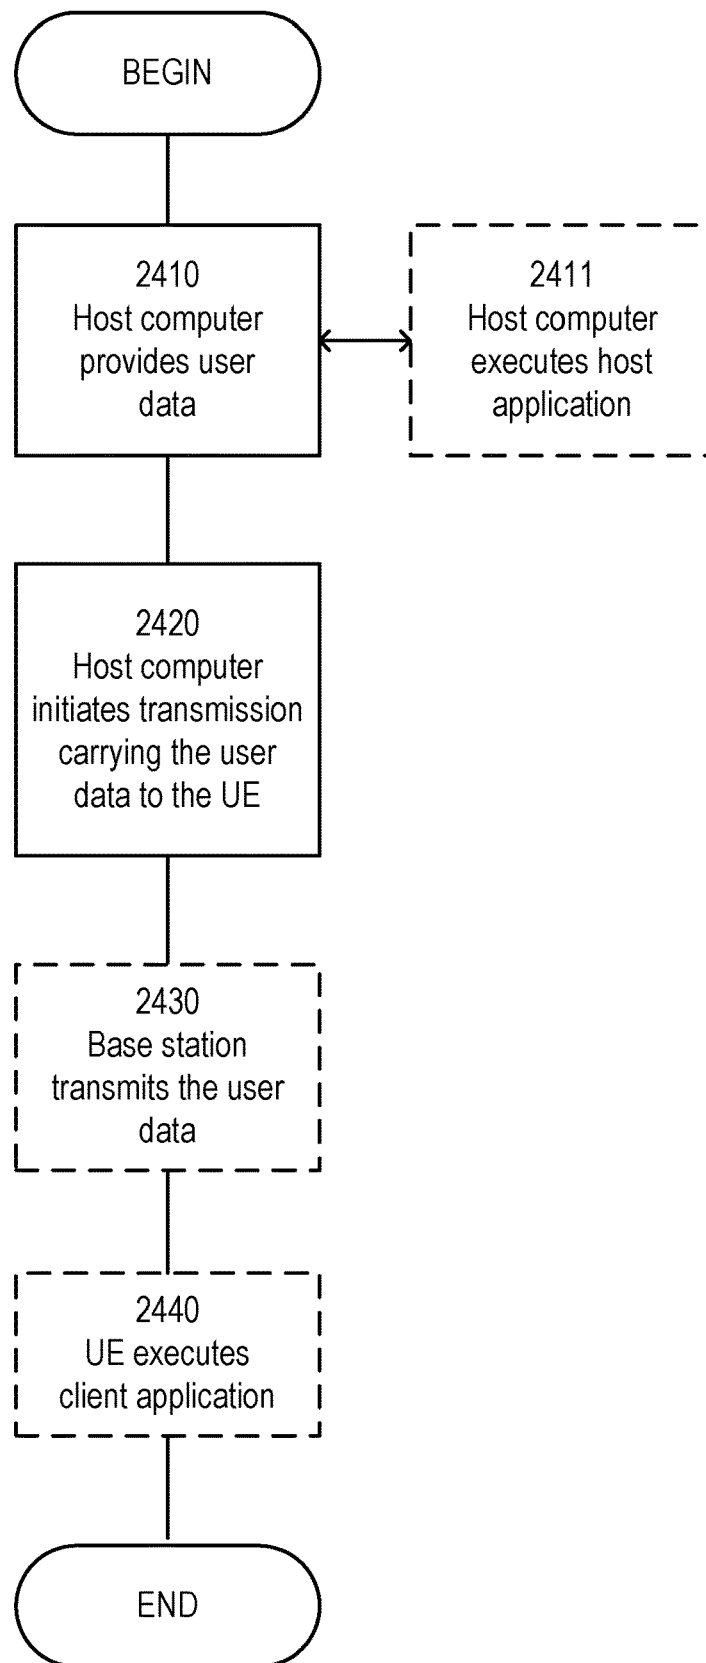 BEGIN
2410
Host computer
provides user
data
2411
Host computer
executes host
application
2420
Host computer
initiates transmission
carrying the user
data to the UE
2430
Base station
transmits the user
data
2440
UE executes
client application
END